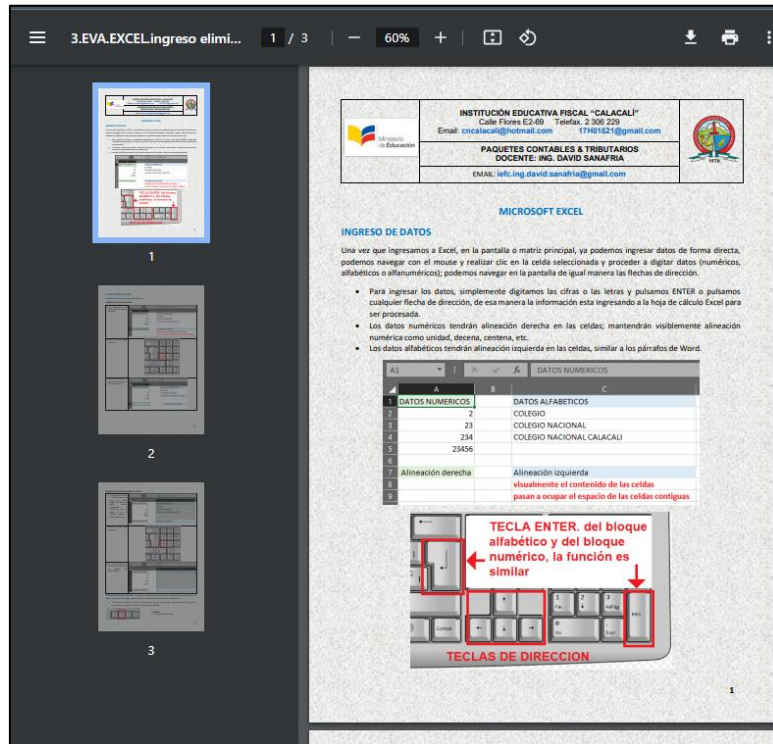 3.EVA.EXCEL.ingreso elimi...
1 / 3
60%
1
2
3
Ministerio
de Educación
INSTITUCIÓN EDUCATIVA FISCAL “CALACALÍ”
Calle Flores E2-69 Telefax. 2 306 229
Email: cncalacali@hotmail.com 17H01521@gmail.com
PAQUETES CONTABLES & TRIBUTARIOS
DOCENTE: ING. DAVID SANAFRIA
EMAIL: iefc.ing.david.sanafria@gmail.com
MICROSOFT EXCEL
INGRESO DE DATOS
Una vez que ingresamos a Excel, en la pantalla o matriz principal, ya podemos ingresar datos de forma directa,
podemos navegar con el mouse y realizar clic en la celda seleccionada y proceder a digitar datos (numéricos,
alfabéticos o alfanuméricos); podemos navegar en la pantalla de igual manera las flechas de dirección.
• Para ingresar los datos, simplemente digitamos las cifras o las letras y pulsamos ENTER o pulsamos
cualquier flecha de dirección, de esa manera la información esta ingresando a la hoja de cálculo Excel para
ser procesada.
• Los datos numéricos tendrán alineación derecha en las celdas; mantendrán visiblemente alineación
numérica como unidad, decena, centena, etc.
• Los datos alfabéticos tendrán alineación izquierda en las celdas, similar a los párrafos de Word.
A1 fx DATOS NUMERICOS
A B C
1 DATOS NUMERICOS DATOS ALFABETICOS
2 2 COLEGIO
3 23 COLEGIO NACIONAL
4 234 COLEGIO NACIONAL CALACALI
5 23456
6
7 Alineación derecha Alineación izquierda
8 visualmente el contenido de las celdas
9 pasan a ocupar el espacio de las celdas contiguas
TECLA ENTER. del bloque
alfabético y del bloque
numérico, la función es
similar
1 2 3
Fin AvPág
Intro
Control
0
Ins
TECLAS DE DIRECCION
1